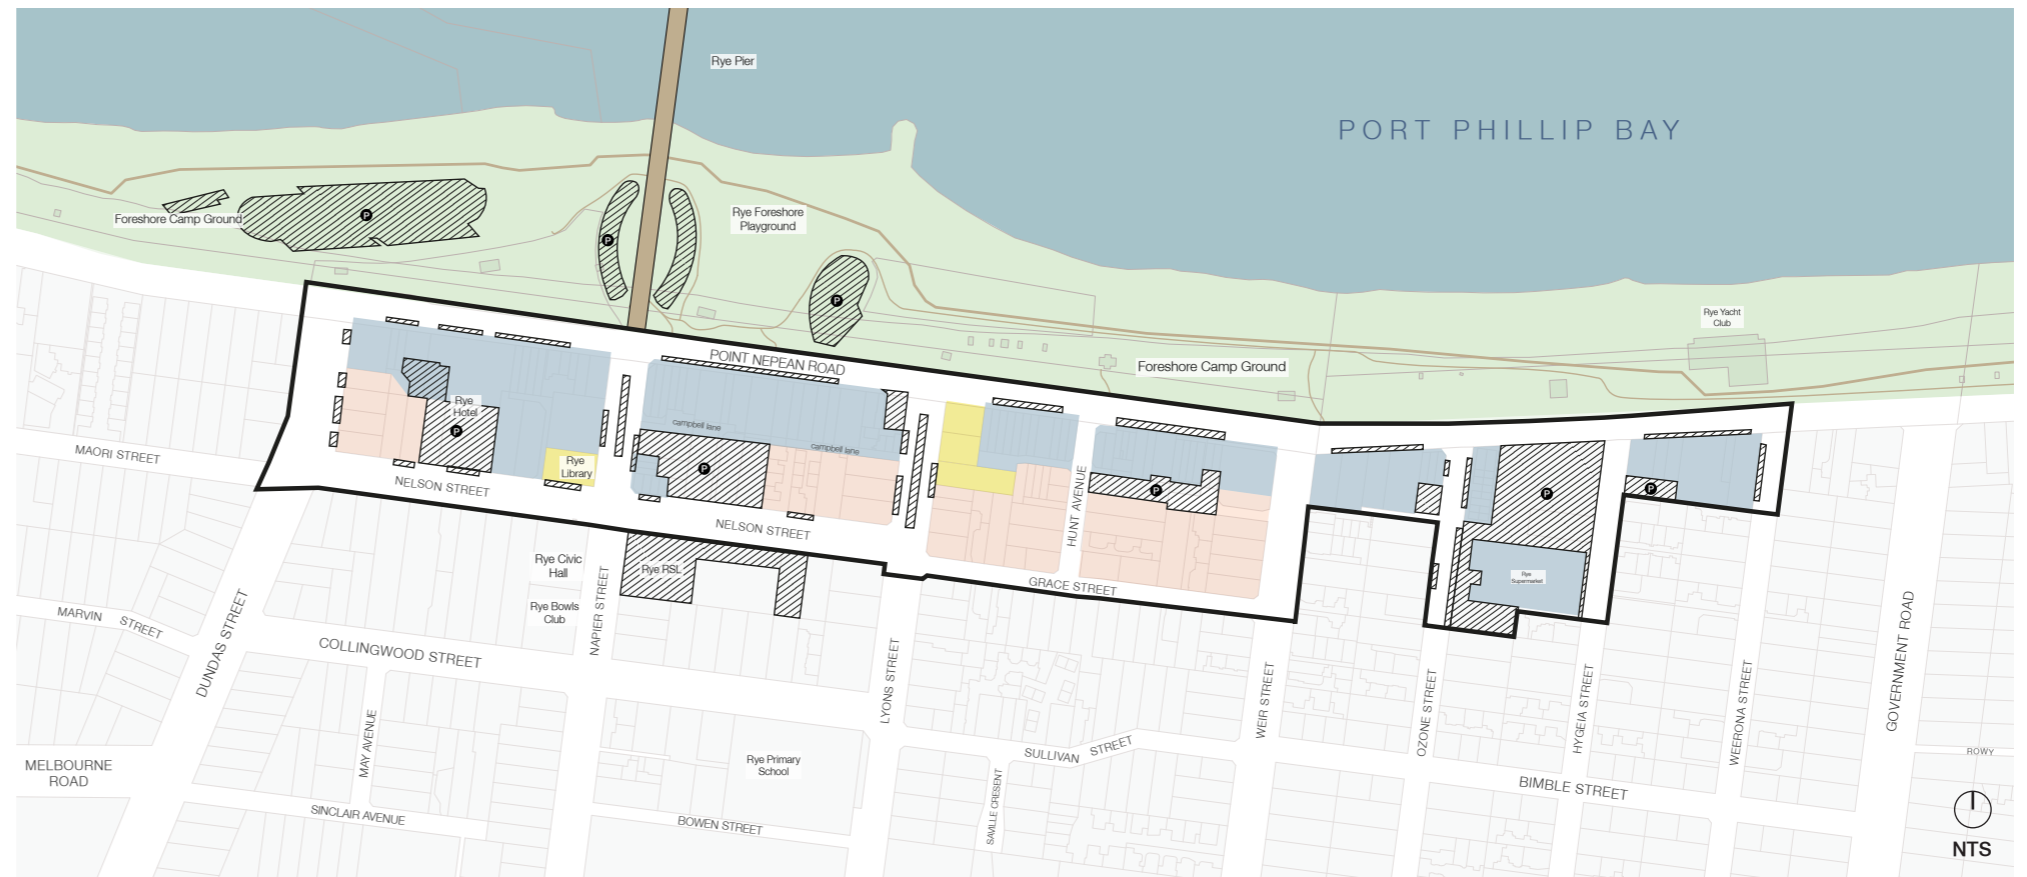 Rye Pier
PORT PHILLIP BAY
Foreshore Camp Ground
P
P
Rye Foreshore
Playground
P
Rye Yacht
Club
POINT NEPEAN ROAD
Foreshore Camp Ground
Rye
Hotel
P
campbell lane
campbell lane
Rye
Library
P
P
P
P
MAORI STREET
NELSON STREET
NELSON STREET
HUNT AVENUE
Rye Civic
Hall
Rye RSL
GRACE STREET
Rye
Supermarket
Rye Bowls
Club
MARVIN STREET
DUNDAS STREET
COLLINGWOOD STREET
NAPIER STREET
LYONS STREET
WEIR STREET
OZONE STREET
HYGEIA STREET
WEERONA STREET
GOVERNMENT ROAD
MAY AVENUE
SULLIVAN STREET
ROWY
MELBOURNE
ROAD
Rye Primary
School
SAVILLE CRESENT
BIMBLE STREET
SINCLAIR AVENUE
BOWEN STREET
NTS